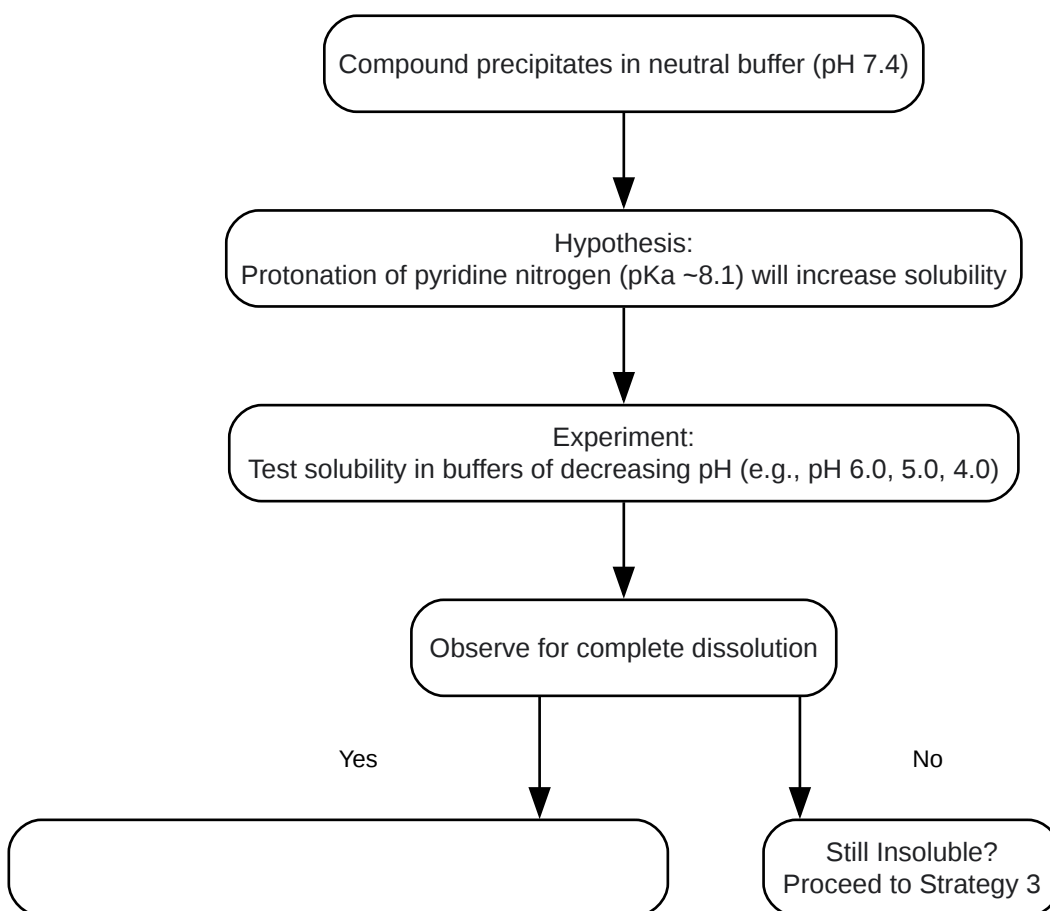 Compound precipitates in neutral buffer (pH 7.4)
Hypothesis:
Protonation of pyridine nitrogen (pKa ~8.1) will increase solubility
Experiment:
Test solubility in buffers of decreasing pH (e.g., pH 6.0, 5.0, 4.0)
Observe for complete dissolution
Yes
No
Still Insoluble?
Proceed to Strategy 3